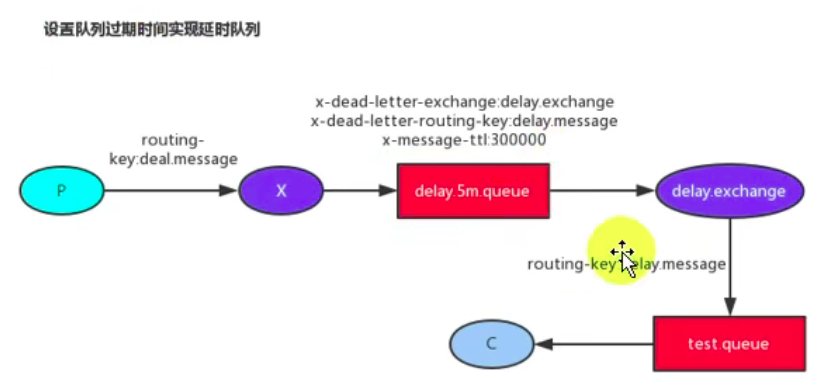 设置队列过期时间实现延时队列
x-dead-letter-exchange:delay.exchange
x-dead-letter-routing-key:delay.message
x-message-ttl:300000
routing-
key:deal.message
P
X
delay.5m.queue
delay.exchange
routing-key delay.message
C
test.queue